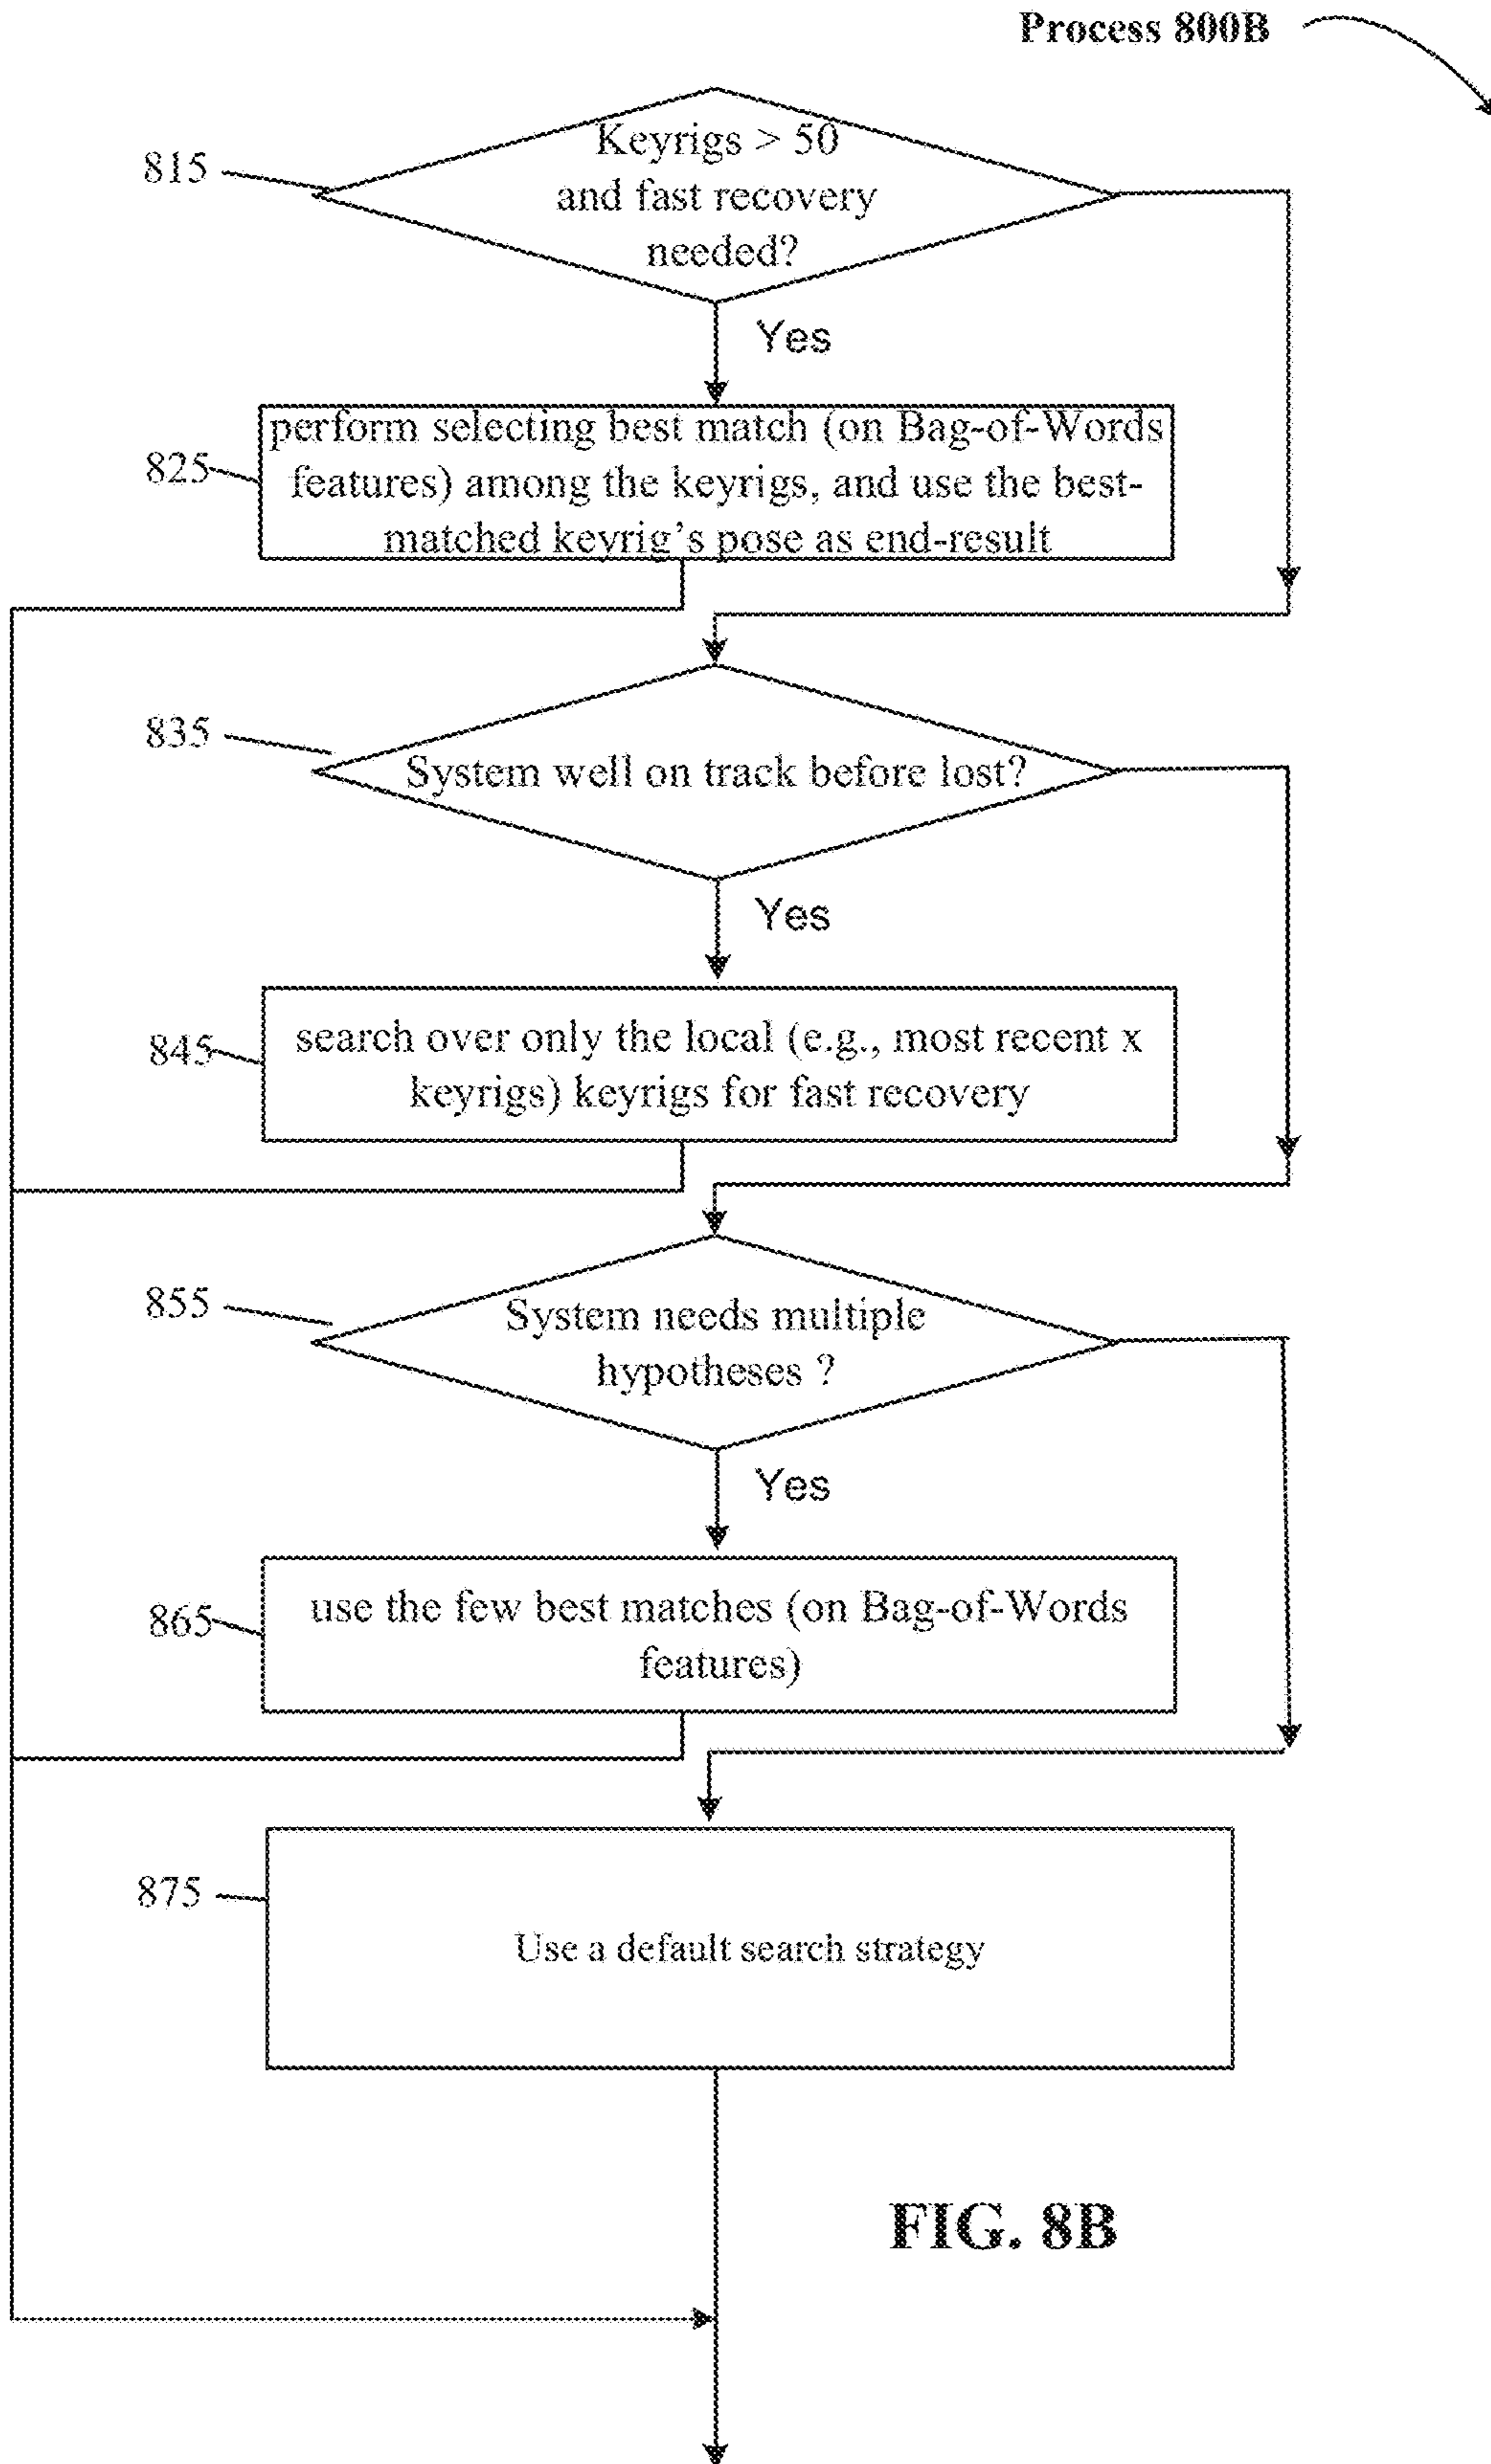 Process 800B
815
Keyrigs > 50
and fast recovery
needed?
Yes
825
perform selecting best match (on Bag-of-Words
features) among the keyrigs, and use the best-
matched keyrig's pose as end-result
835
System well on track before lost?
Yes
845
search over only the local (e.g., most recent x
keyrigs) keyrigs for fast recovery
855
System needs multiple
hypotheses ?
Yes
865
use the few best matches (on Bag-of-Words
features)
875
Use a default search strategy
FIG. 8B